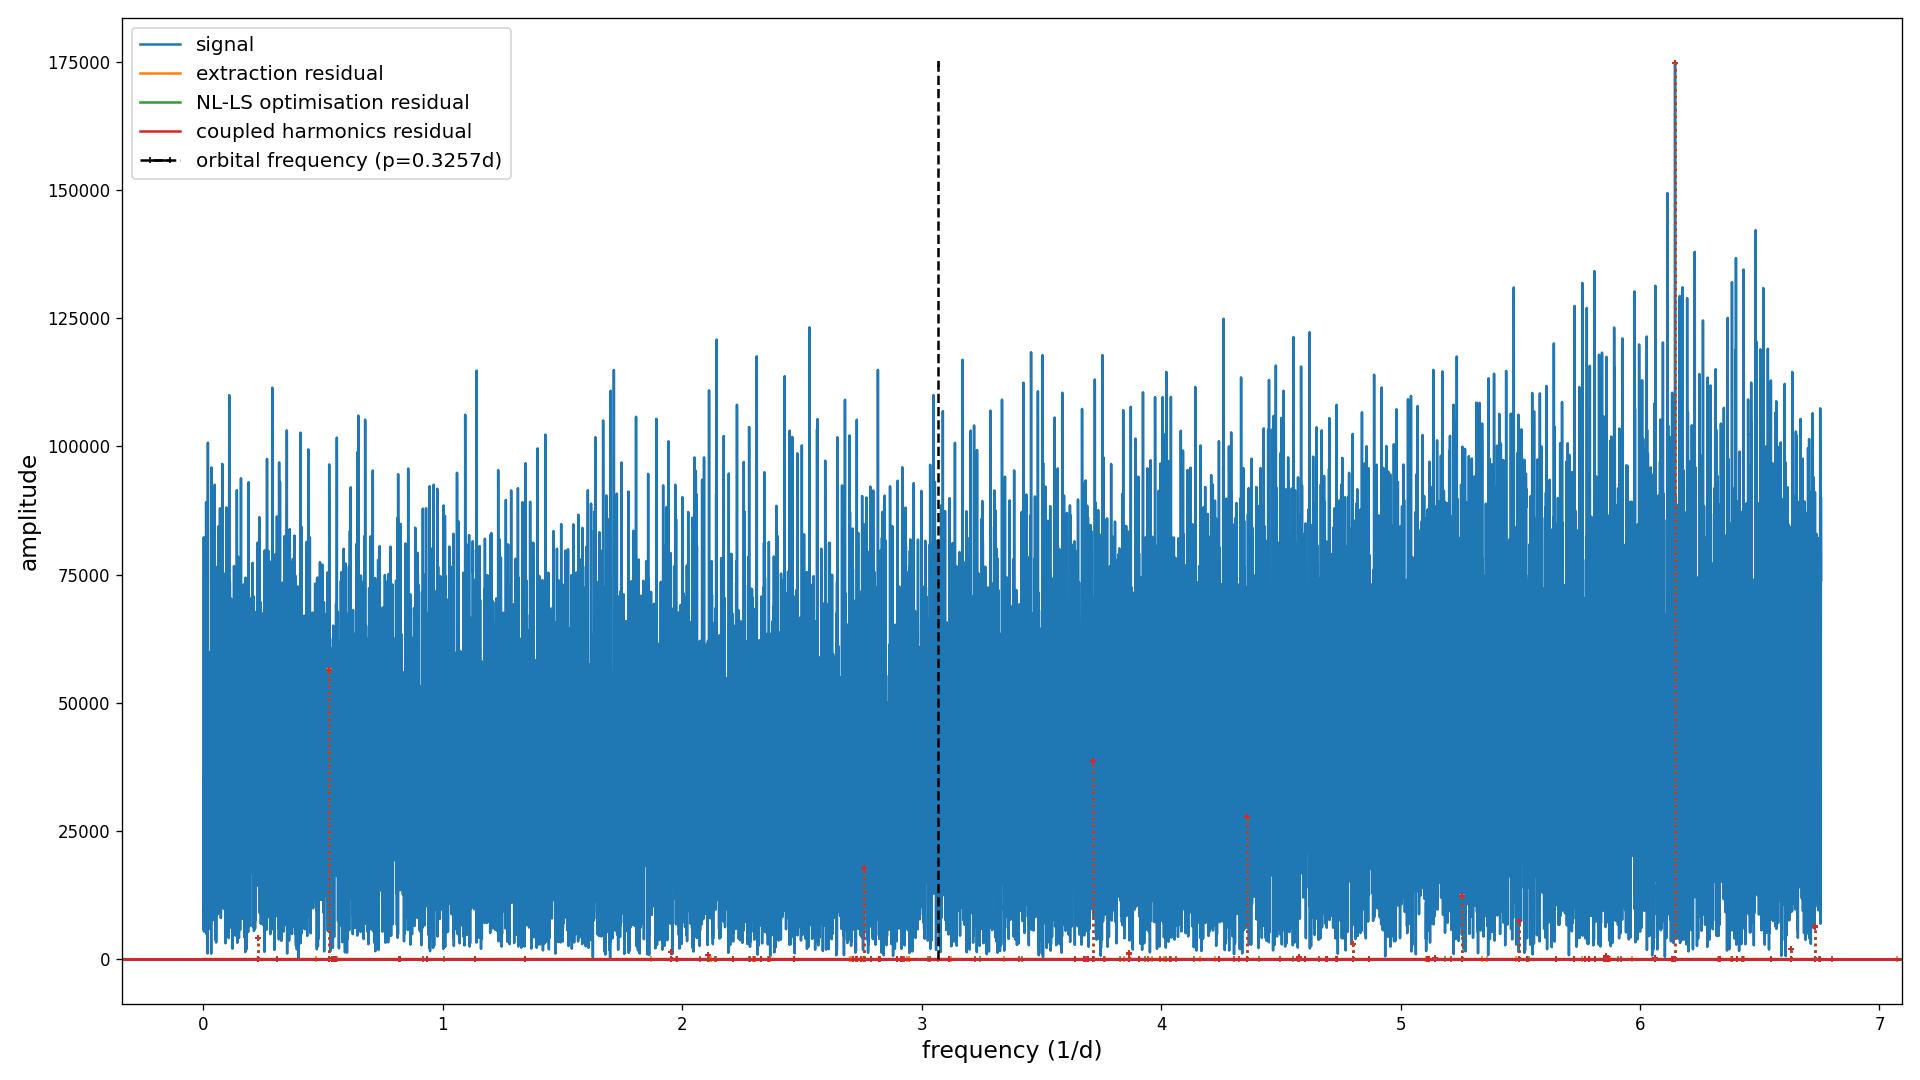 signal
extraction residual
NL-LS optimisation residual
coupled harmonics residual
orbital frequency (p=0.3257d)
175000
150000
125000
100000
75000
50000
25000
0
amplitude
0 1 2 3 4 5 6 7
frequency (1/d)